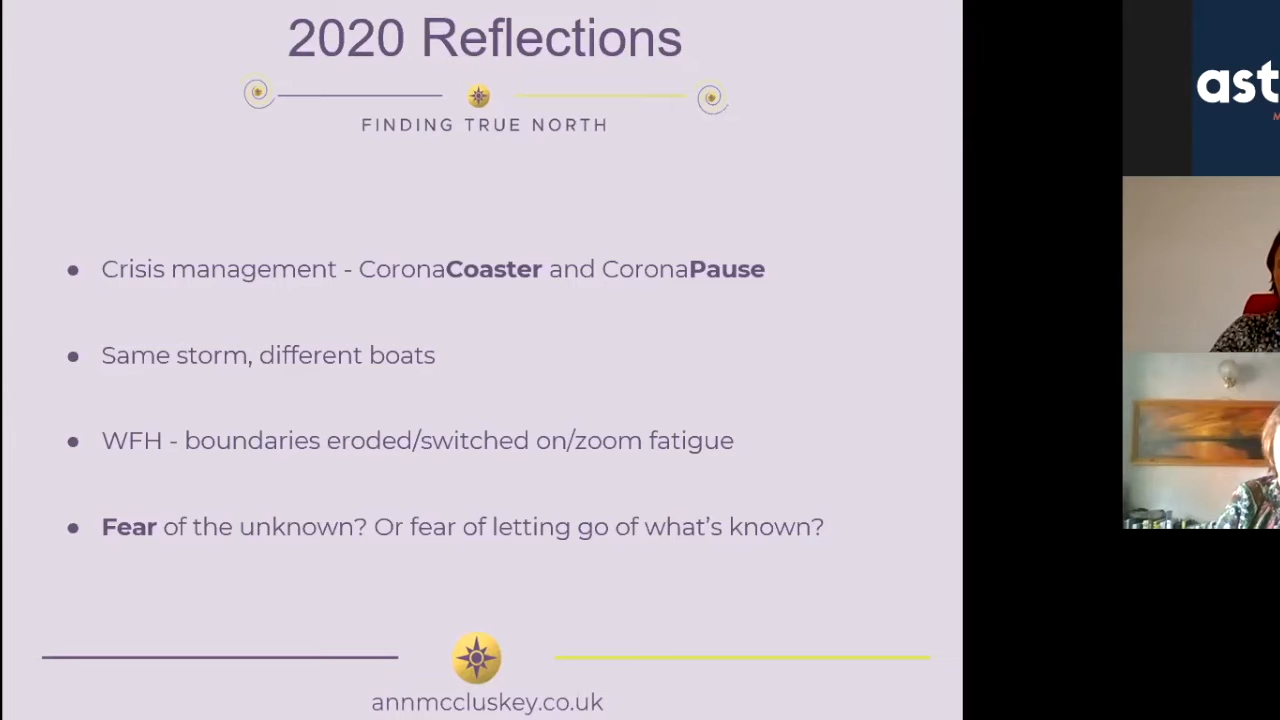 2020 Reflections
FINDING TRUE NORTH
● Crisis management - CoronaCoaster and CoronaPause
● Same storm, different boats
● WFH - boundaries eroded/switched on/zoom fatigue
● Fear of the unknown? Or fear of letting go of what's known?
annmccluskey.co.uk
ast
M